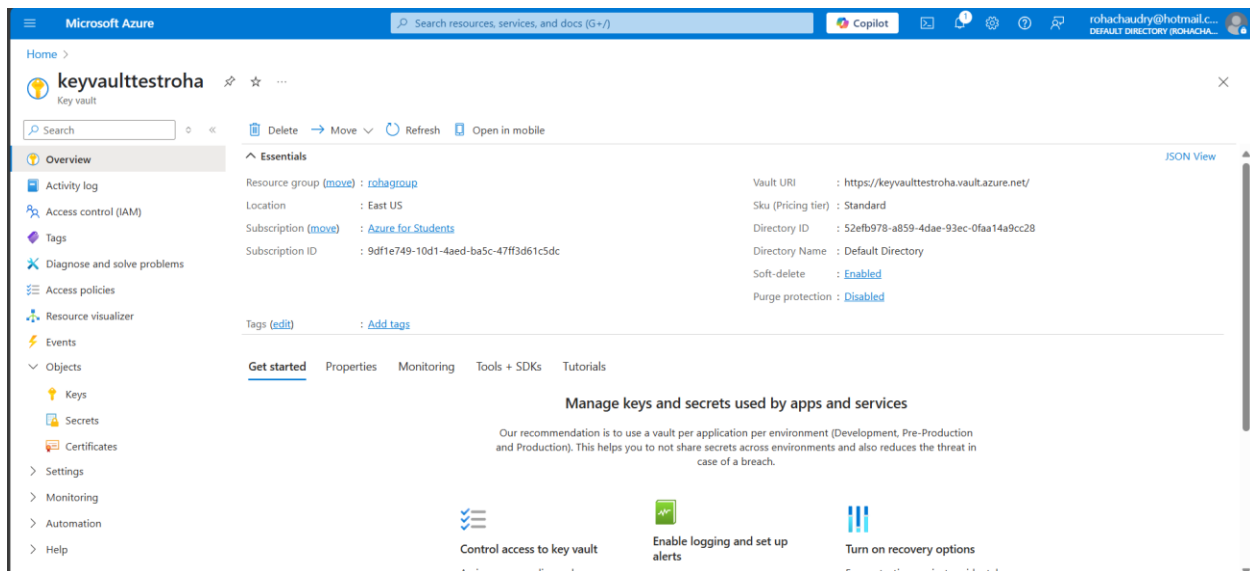 Microsoft Azure
Search resources, services, and docs (G+/)
Copilot
1
rohachaudry@hotmail.c...
DEFAULT DIRECTORY (ROHACHA...
Home >
keyvaulttestroha
Key vault
Search
Delete Move Refresh Open in mobile
Overview
Activity log
Access control (IAM)
Tags
Diagnose and solve problems
Access policies
Resource visualizer
Events
Objects
Keys
Secrets
Certificates
Settings
Monitoring
Automation
Help
Essentials
JSON View
Resource group (move) : rohagroup
Location : East US
Subscription (move) : Azure for Students
Subscription ID : 9df1e749-10d1-4aed-ba5c-47ff3d61c5dc
Vault URI : https://keyvaulttestroha.vault.azure.net/
Sku (Pricing tier) : Standard
Directory ID : 52efb978-a859-4dae-93ec-0faa14a9cc28
Directory Name : Default Directory
Soft-delete : Enabled
Purge protection : Disabled
Tags (edit) : Add tags
Get started Properties Monitoring Tools + SDKs Tutorials
Manage keys and secrets used by apps and services
Our recommendation is to use a vault per application per environment (Development, Pre-Production
and Production). This helps you to not share secrets across environments and also reduces the threat in
case of a breach.
Control access to key vault
Enable logging and set up
alerts
Turn on recovery options